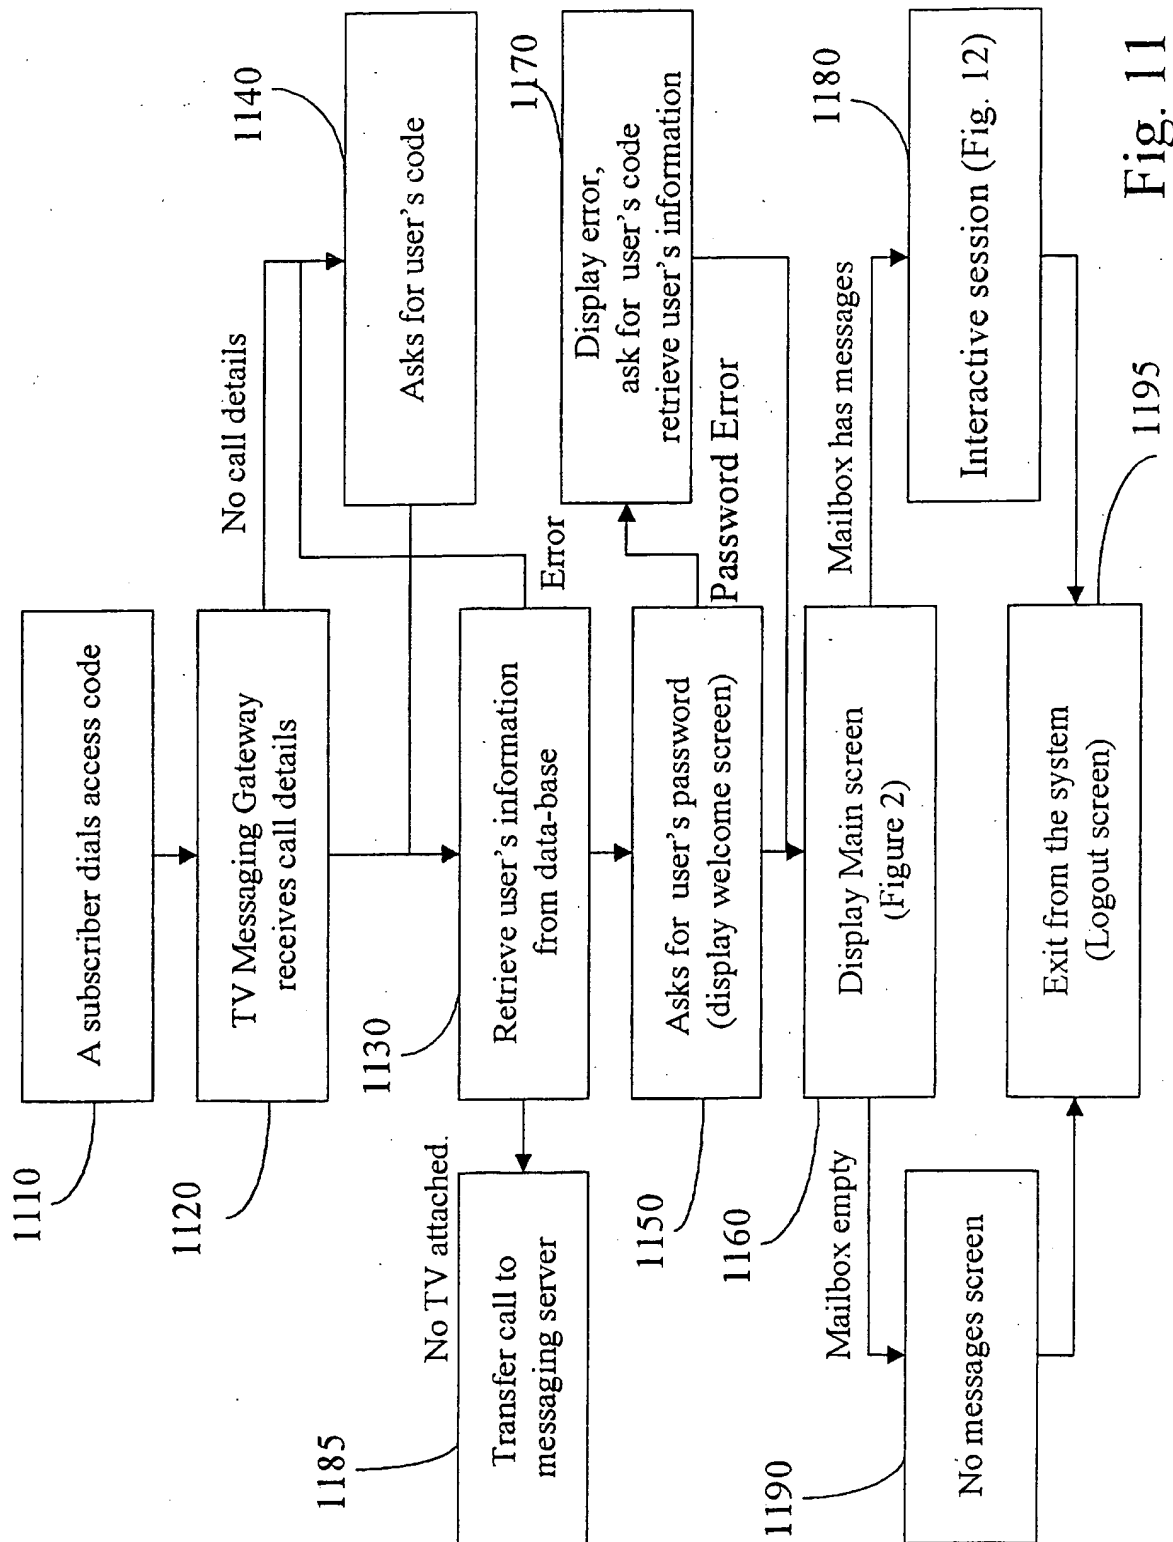 1110
A subscriber dials access code
1120
TV Messaging Gateway
receives call details
No call details
1140
Asks for user's code
1130
Retrieve user's information
from data-base
Error
No TV attached.
1185
Transfer call to
messaging server
1150
Asks for user's password
(display welcome screen)
Password Error
1170
Display error,
ask for user's code
retrieve user's information
1160
Display Main screen
(Figure 2)
Mailbox empty
Mailbox has messages
1190
No messages screen
1180
Interactive session (Fig. 12)
1195
Exit from the system
(Logout screen)
Fig. 11